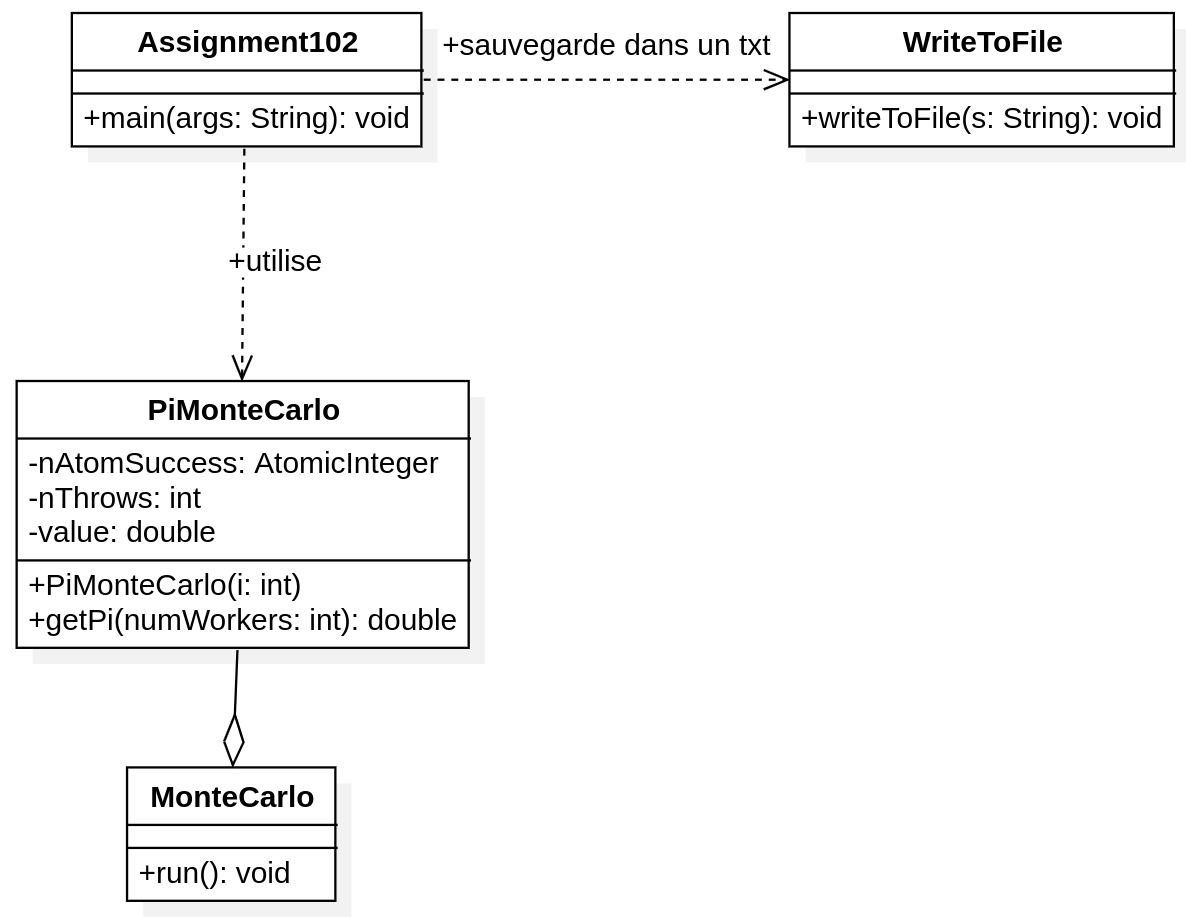 Assignment102
+main(args: String): void
+sauvegarde dans un txt
WriteToFile
+writeToFile(s: String): void
+utilise
PiMonteCarlo
-nAtomSuccess: AtomicInteger
-nThrows: int
-value: double
+PiMonteCarlo(i: int)
+getPi(numWorkers: int): double
MonteCarlo
+run(): void